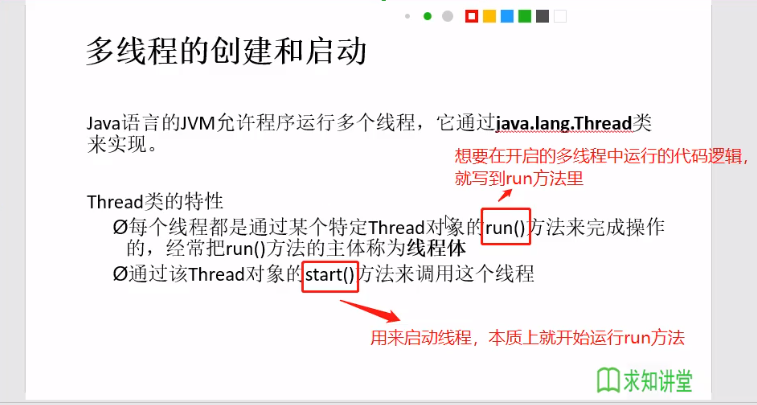 多线程的创建和启动
Java语言的JVM允许程序运行多个线程，它通过java.lang.Thread类
来实现。
想要在开启的多线程中运行的代码逻辑，
就写到run方法里
Thread类的特性
Ø每个线程都是通过某个特定Thread对象的run()方法来完成操作
的，经常把run()方法的主体称为线程体
Ø通过该Thread对象的start()方法来调用这个线程
用来启动线程，本质上就开始运行run方法
求知讲堂